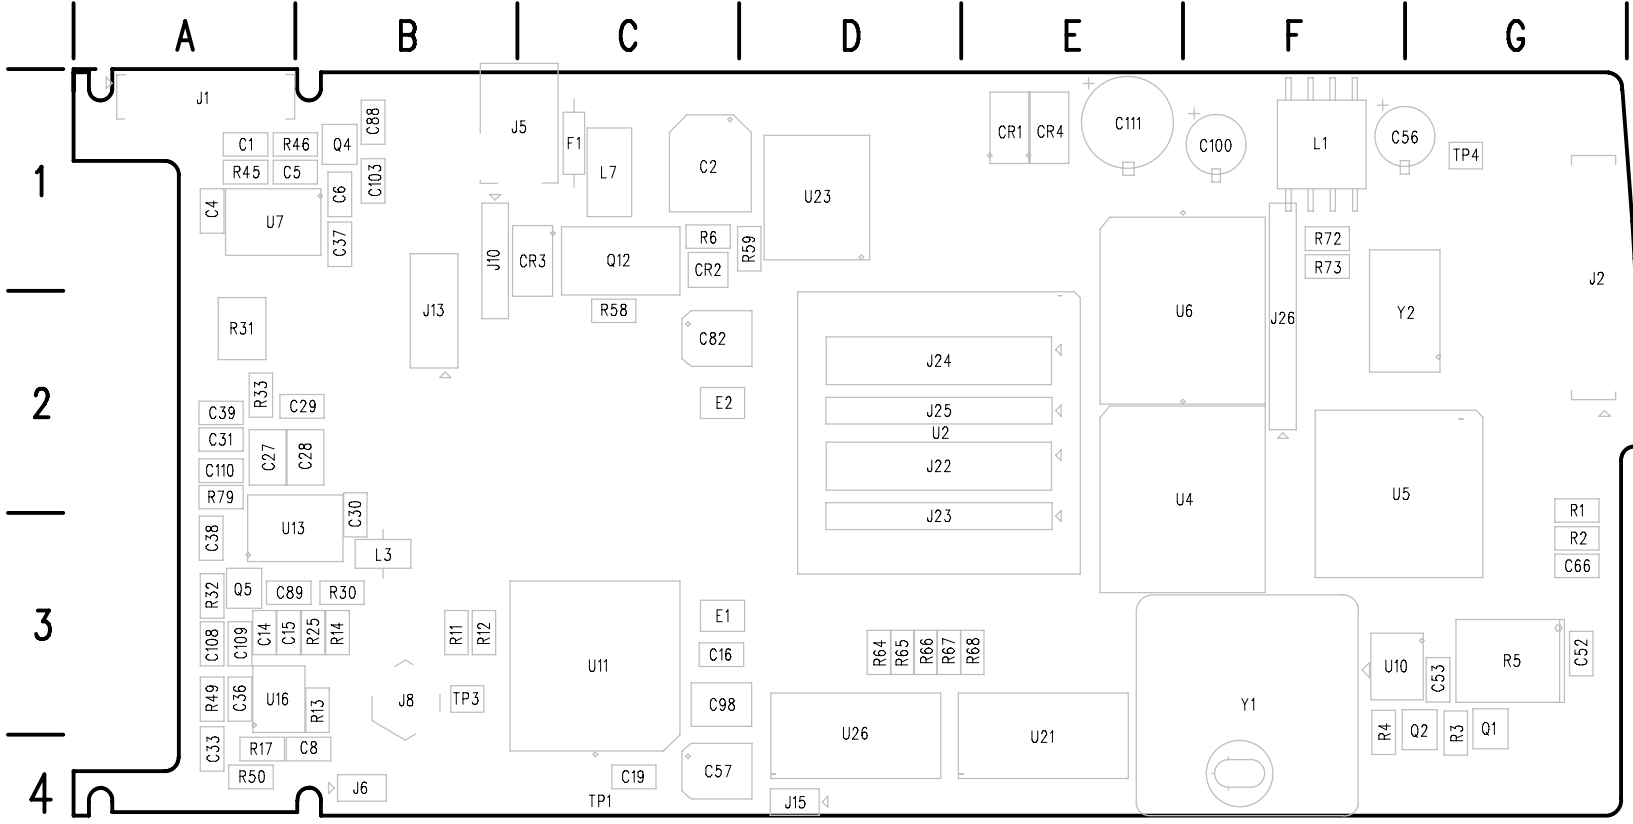 A B C D E F G
1
2
3
4
J1
C1 R46 Q4 C88
R45 C5 C6 C103
C4 U7 C37
J5 F1 L7 C2
U23
CR1 CR4 C111 C100 L1 C56 TP4
J10 CR3 Q12 R6 CR2 R59
R72
R73
J2
R31 J13 R58 C82
U6 J26 Y2
J24
J25
U2
J22
J23
R33 C29 E2
C39
C31 C27 C28
C110
R79
C30
U13 C38 L3
U4 U5
R1
R2
C66
R32 Q5 C89 R30
C108 C109 C14 C15 R25 R14 R11 R12
E1
C16
U11
R64 R65 R66 R67 R68
U10 C53 R5 C52
R49 C36 U16 R13 J8 TP3 C98
U26 U21 Y1
R4 Q2 R3 Q1
C33 R17 C8
R50 J6 C19 C57
TP1 J15